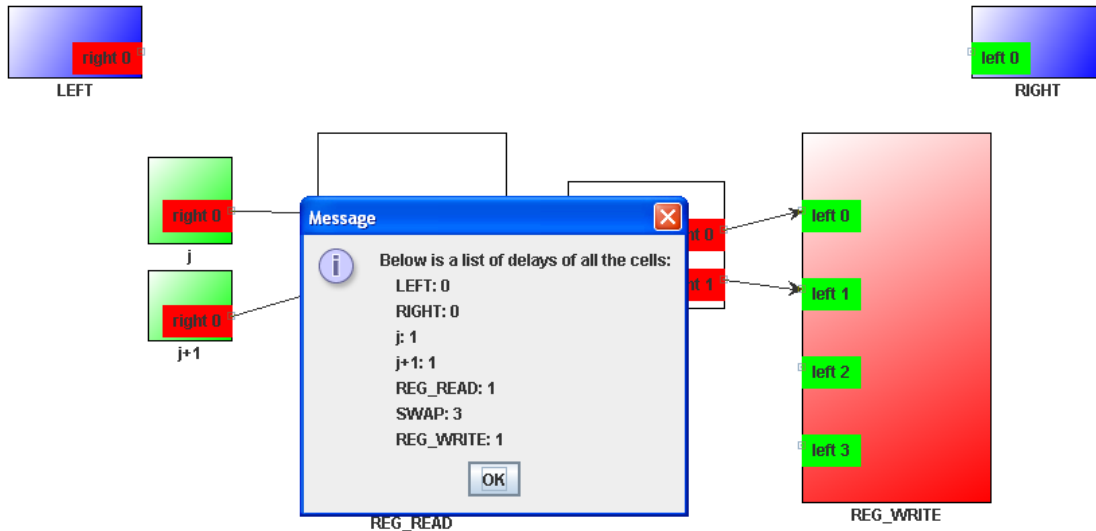 right 0
LEFT
left 0
RIGHT
right 0
j
right 0
j+1
Message
Below is a list of delays of all the cells:
LEFT: 0
RIGHT: 0
j: 1
j+1: 1
REG_READ: 1
SWAP: 3
REG_WRITE: 1
OK
0
1
left 0
left 1
left 2
left 3
REG_WRITE
REG_READ